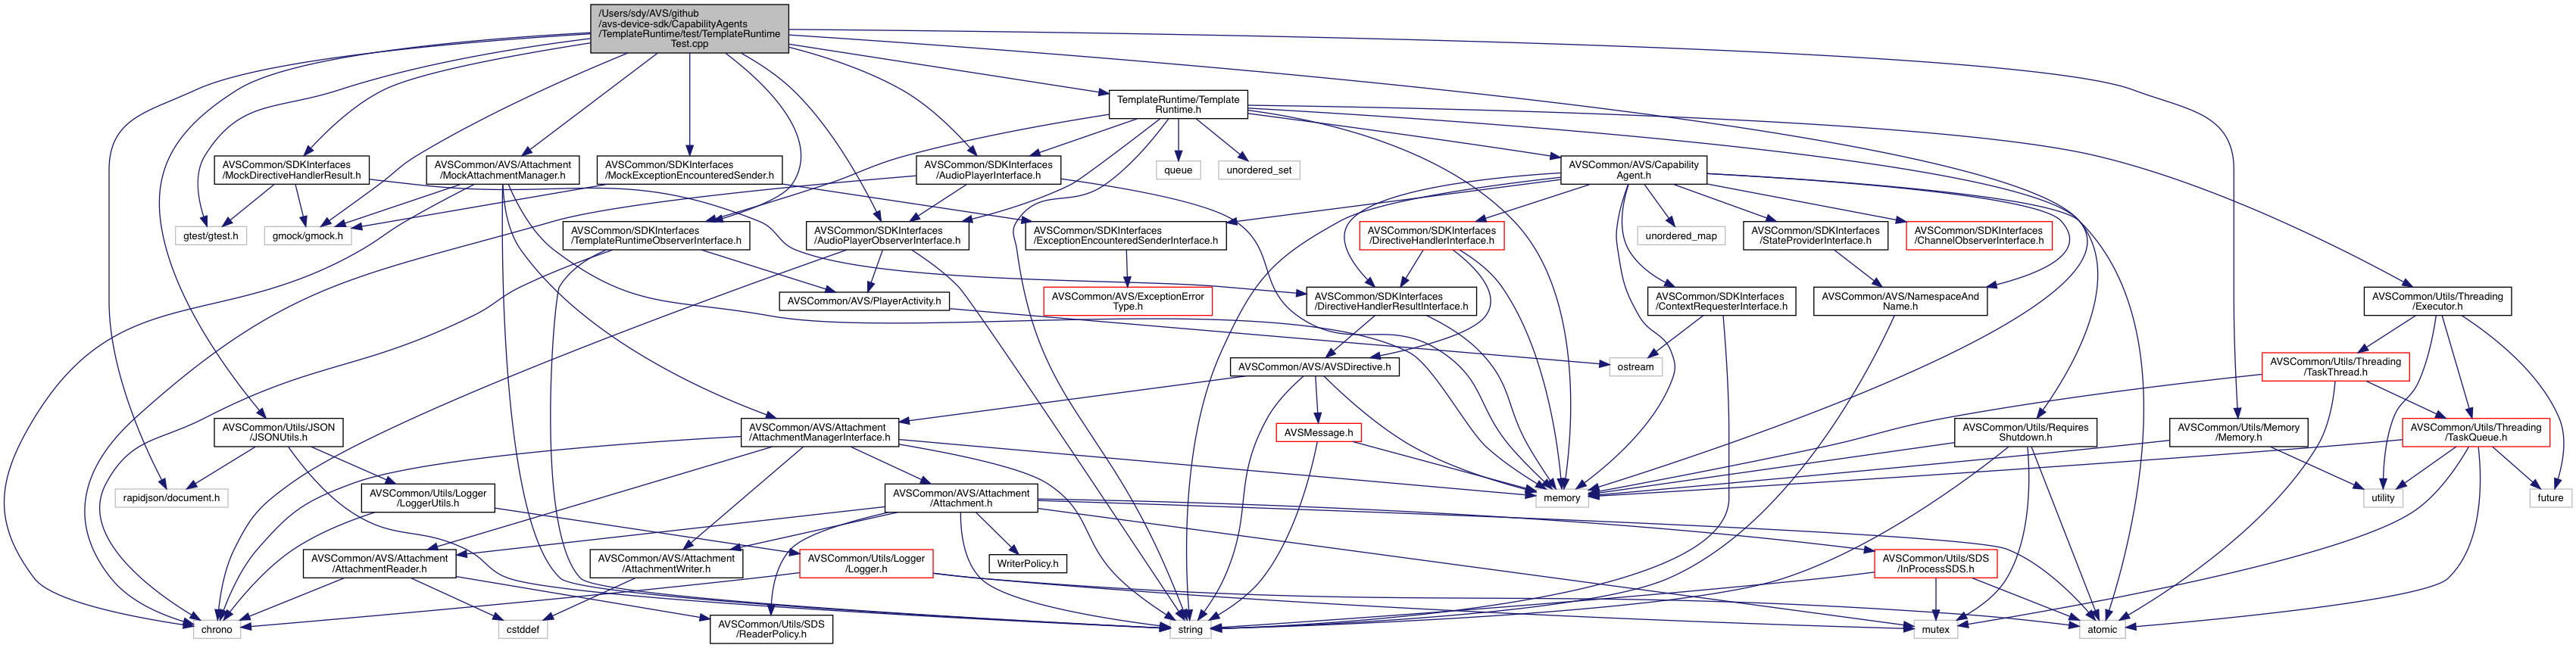 /Users/sdy/AVS/github
/avs-device-sdk/CapabilityAgents
/TemplateRuntime/test/TemplateRuntime
Test.cpp
TemplateRuntime/Template
Runtime.h
AVSCommon/SDKInterfaces
/MockDirectiveHandlerResult.h
AVSCommon/AVS/Attachment
/MockAttachmentManager.h
AVSCommon/SDKInterfaces
/MockExceptionEncounteredSender.h
AVSCommon/SDKInterfaces
/AudioPlayerInterface.h
queue
unordered_set
AVSCommon/AVS/Capability
Agent.h
gtest/gtest.h
gmock/gmock.h
AVSCommon/SDKInterfaces
/TemplateRuntimeObserverInterface.h
AVSCommon/SDKInterfaces
/AudioPlayerObserverInterface.h
AVSCommon/SDKInterfaces
/ExceptionEncounteredSenderInterface.h
AVSCommon/SDKInterfaces
/DirectiveHandlerInterface.h
unordered_map
AVSCommon/SDKInterfaces
/StateProviderInterface.h
AVSCommon/SDKInterfaces
/ChannelObserverInterface.h
AVSCommon/AVS/PlayerActivity.h
AVSCommon/AVS/ExceptionError
Type.h
AVSCommon/SDKInterfaces
/DirectiveHandlerResultInterface.h
AVSCommon/SDKInterfaces
/ContextRequesterInterface.h
AVSCommon/AVS/NamespaceAnd
Name.h
AVSCommon/Utils/Threading
/Executor.h
AVSCommon/AVS/AVSDirective.h
ostream
AVSCommon/Utils/Threading
/TaskThread.h
AVSCommon/Utils/JSON
/JSONUtils.h
AVSCommon/AVS/Attachment
/AttachmentManagerInterface.h
AVSMessage.h
AVSCommon/Utils/Requires
Shutdown.h
AVSCommon/Utils/Memory
/Memory.h
AVSCommon/Utils/Threading
/TaskQueue.h
rapidjson/document.h
AVSCommon/Utils/Logger
/LoggerUtils.h
AVSCommon/AVS/Attachment
/Attachment.h
memory
utility
future
AVSCommon/AVS/Attachment
/AttachmentReader.h
AVSCommon/AVS/Attachment
/AttachmentWriter.h
AVSCommon/Utils/Logger
/Logger.h
WriterPolicy.h
AVSCommon/Utils/SDS
/InProcessSDS.h
chrono
cstddef
AVSCommon/Utils/SDS
/ReaderPolicy.h
string
mutex
atomic